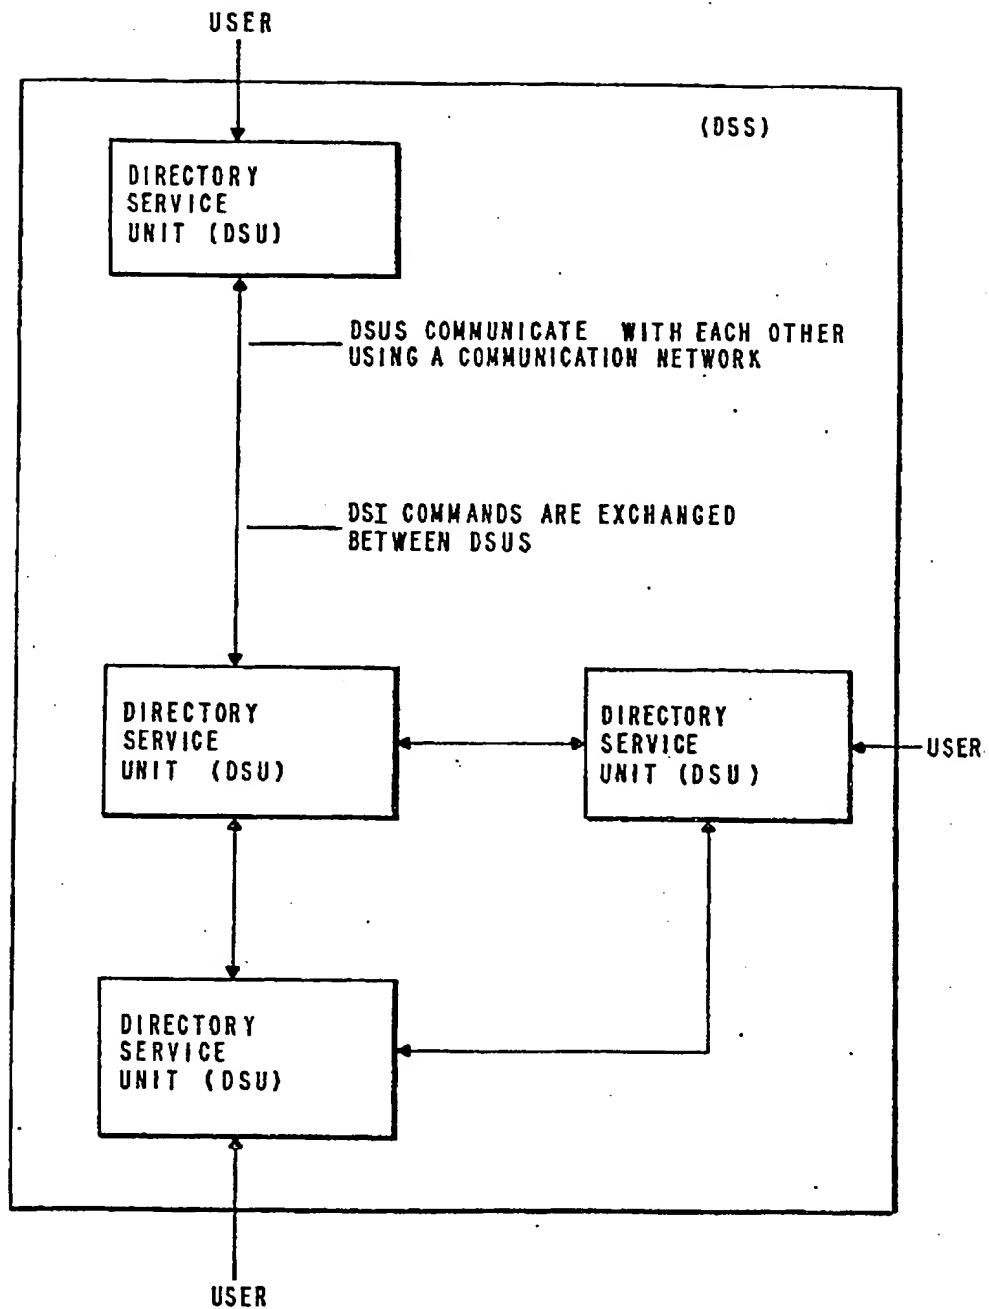 USER
(DSS)
DIRECTORY
SERVICE
UNIT (DSU)
DSUS COMMUNICATE WITH EACH OTHER
USING A COMMUNICATION NETWORK
DSI COMMANDS ARE EXCHANGED
BETWEEN DSUS
DIRECTORY
SERVICE
UNIT (DSU)
DIRECTORY
SERVICE
UNIT (DSU)
USER
DIRECTORY
SERVICE
UNIT (DSU)
USER